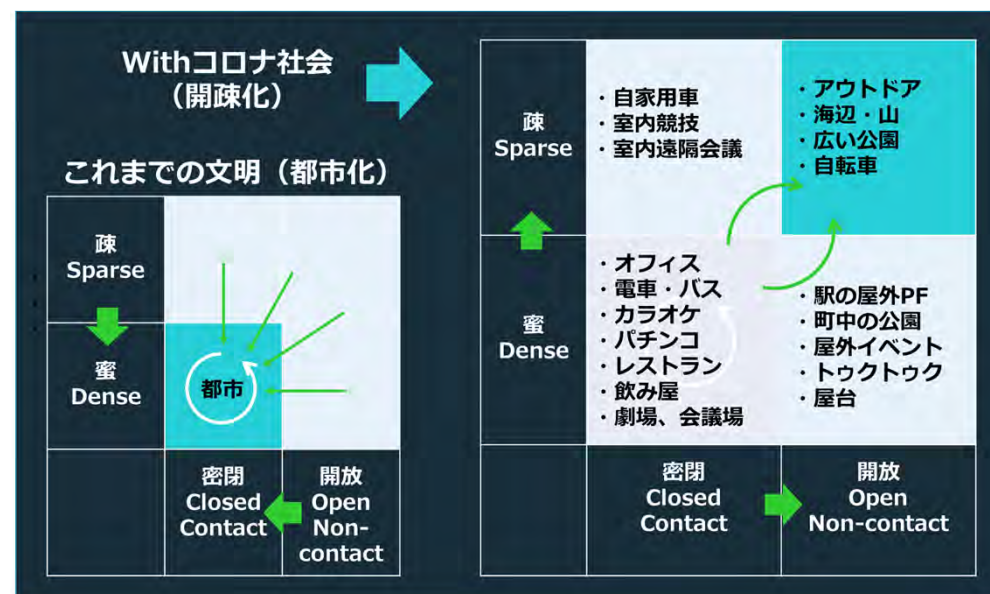 Withコロナ社会
（開疎化）
これまでの文明（都市化）
疎
Sparse
蜜
Dense
都市
密閉
Closed
Contact
開放
Open
Non-
contact
疎
Sparse
・自家用車
・室内競技
・室内遠隔会議
・アウトドア
・海辺・山
・広い公園
・自転車
蜜
Dense
・オフィス
・電車・バス
・カラオケ
・パチンコ
・レストラン
・飲み屋
・劇場、会議場
・駅の屋外PF
・町中の公園
・屋外イベント
・トゥクトゥク
・屋台
密閉
Closed
Contact
開放
Open
Non-contact